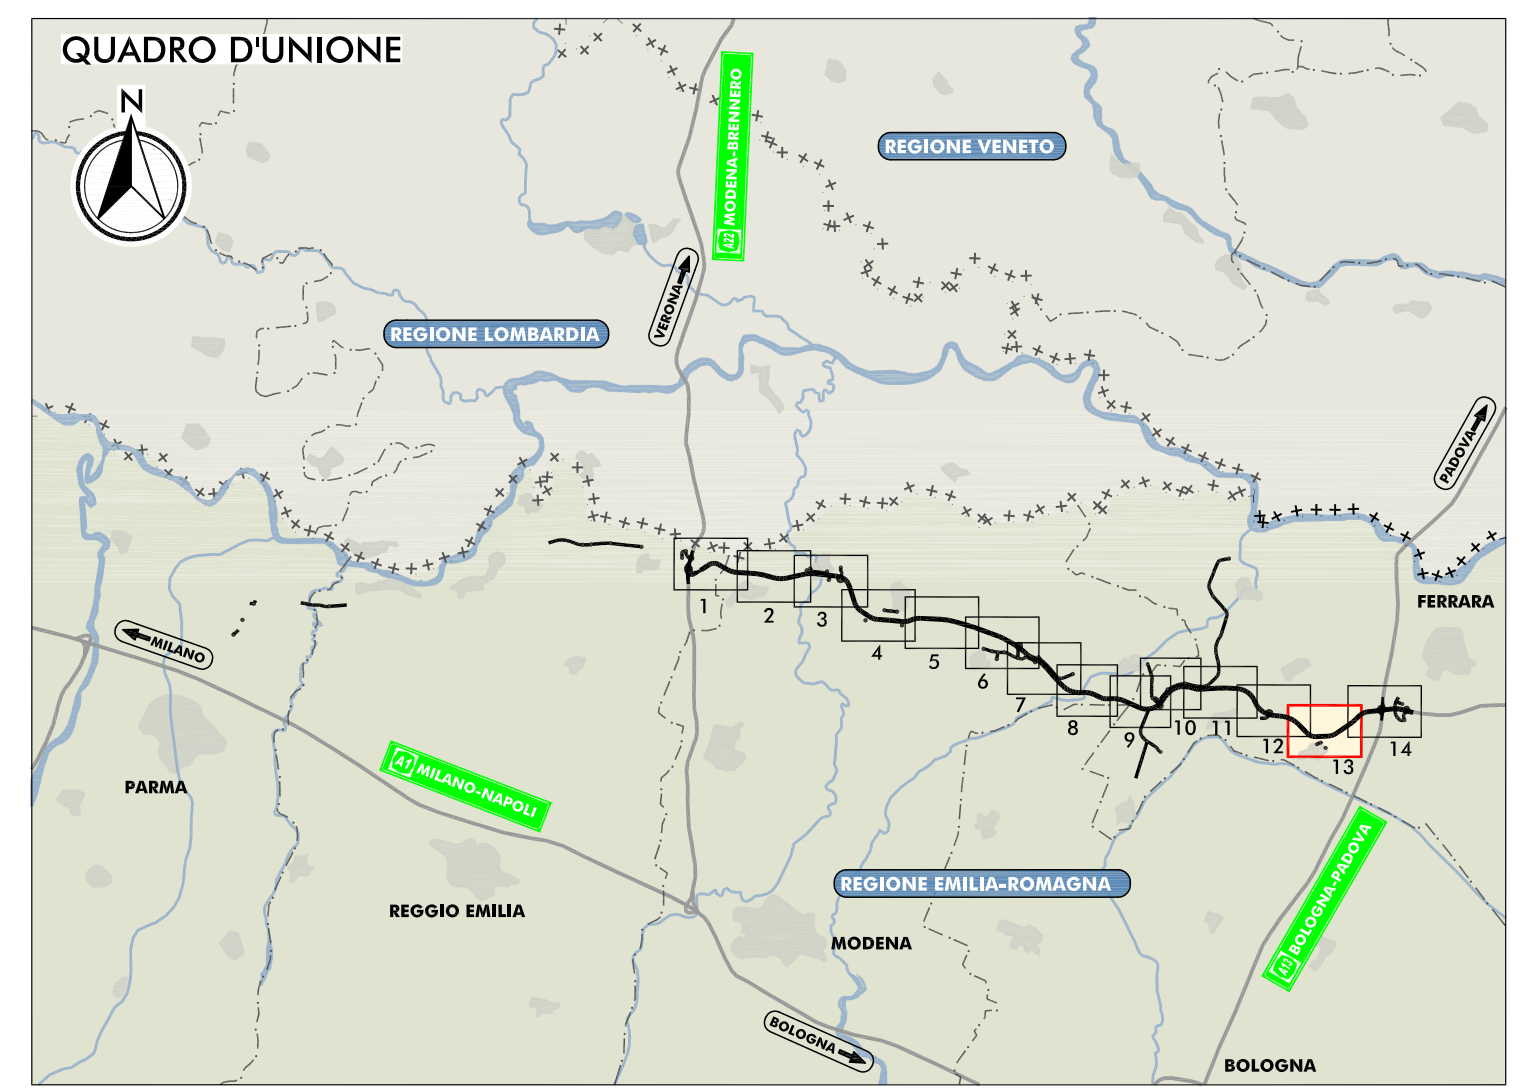 QUADRO D'UNIONE
N
A22 MODENA-BRENNERO
REGIONE VENETO
VERONA
REGIONE LOMBARDIA
PADOVA
FERRARA
MILANO
1
2
3
4
5
6
7
8
9
10
11
12
13
14
PARMA
A1 MILANO-NAPOLI
REGIONE EMILIA-ROMAGNA
REGGIO EMILIA
MODENA
A13 BOLOGNA-PADOVA
BOLOGNA
BOLOGNA